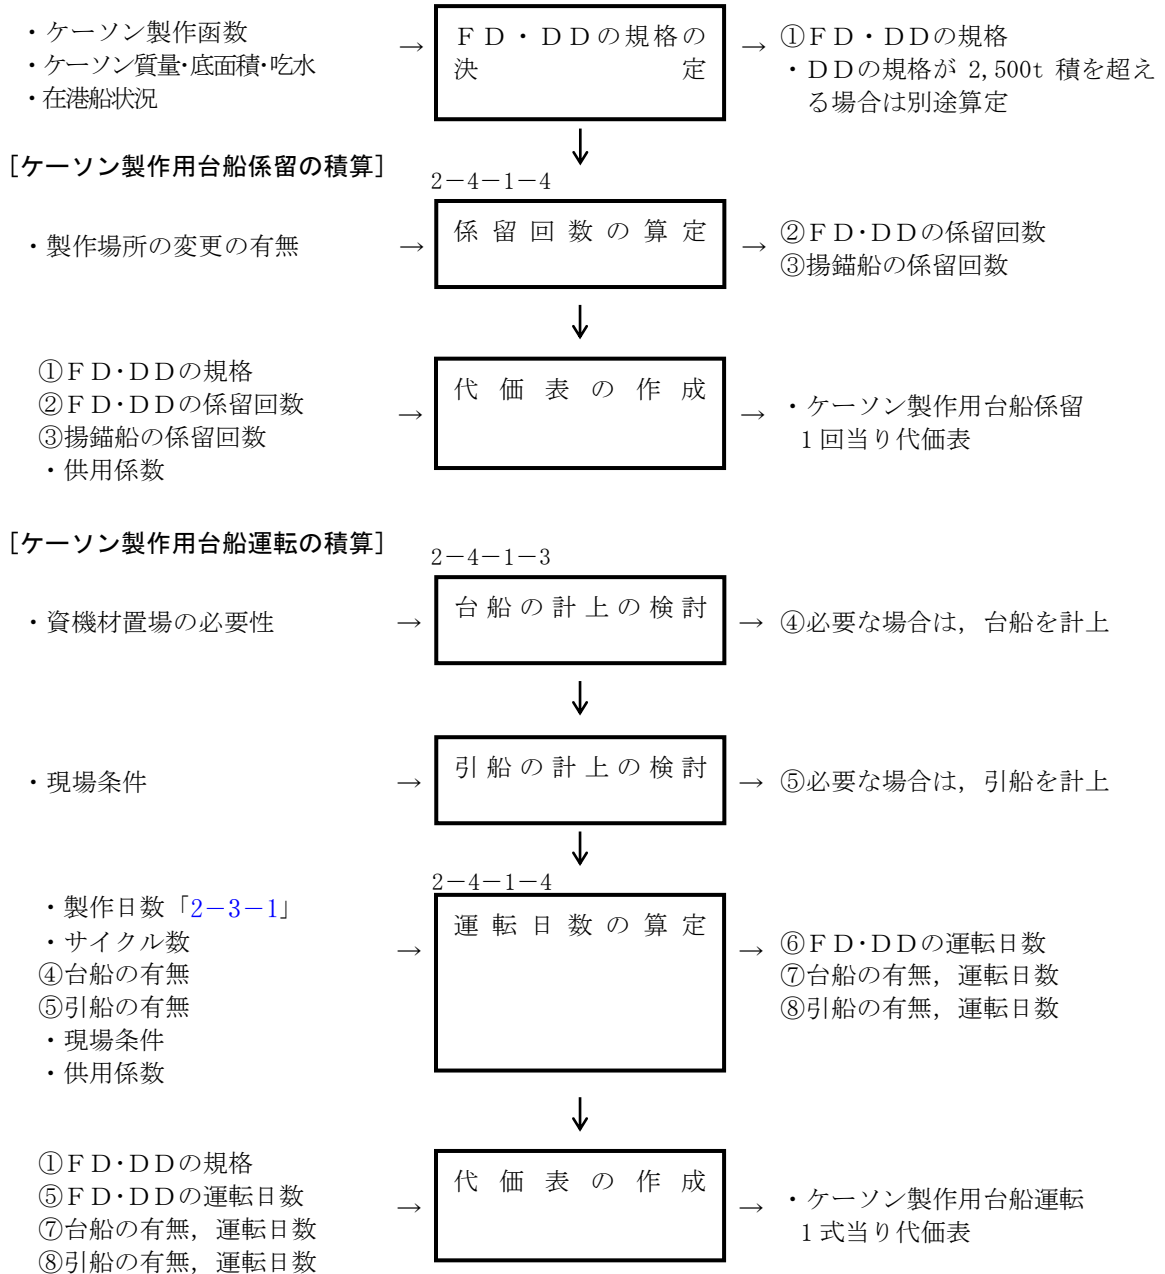 ・ケーソン製作函数
・ケーソン質量・底面積・吃水
・在港船状況
→
ＦＤ・ＤＤの規格の
決定
→
①ＦＤ・ＤＤの規格
・ＤＤの規格が 2,500t 積を超え
る場合は別途算定
↓
［ケーソン製作用台船係留の積算］
2－4－1－4
・製作場所の変更の有無
→
係留回数の算定
→
②ＦＤ・ＤＤの係留回数
③揚錨船の係留回数
↓
①ＦＤ・ＤＤの規格
②ＦＤ・ＤＤの係留回数
③揚錨船の係留回数
・供用係数
→
代価表の作成
→
・ケーソン製作用台船係留
1回当り代価表
［ケーソン製作用台船運転の積算］
2－4－1－3
・資機材置場の必要性
→
台船の計上の検討
→
④必要な場合は，台船を計上
↓
・現場条件
→
引船の計上の検討
→
⑤必要な場合は，引船を計上
↓
2－4－1－4
・製作日数「2－3－1」
・サイクル数
④台船の有無
⑤引船の有無
・現場条件
・供用係数
→
運転日数の算定
→
⑥ＦＤ・ＤＤの運転日数
⑦台船の有無，運転日数
⑧引船の有無，運転日数
↓
①ＦＤ・ＤＤの規格
⑤ＦＤ・ＤＤの運転日数
⑦台船の有無，運転日数
⑧引船の有無，運転日数
→
代価表の作成
→
・ケーソン製作用台船運転
1式当り代価表